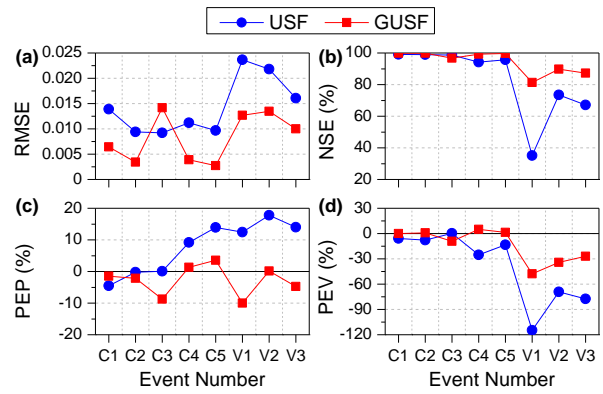 USF GUSF
(a)
RMSE
0.025
0.020
0.015
0.010
0.005
0
(b)
NSE (%)
100
80
60
40
20
(c)
PEP (%)
20
10
0
-10
-20
C1 C2 C3 C4 C5 V1 V2 V3
Event Number
(d)
PEV (%)
30
0
-30
-60
-90
-120
C1 C2 C3 C4 C5 V1 V2 V3
Event Number